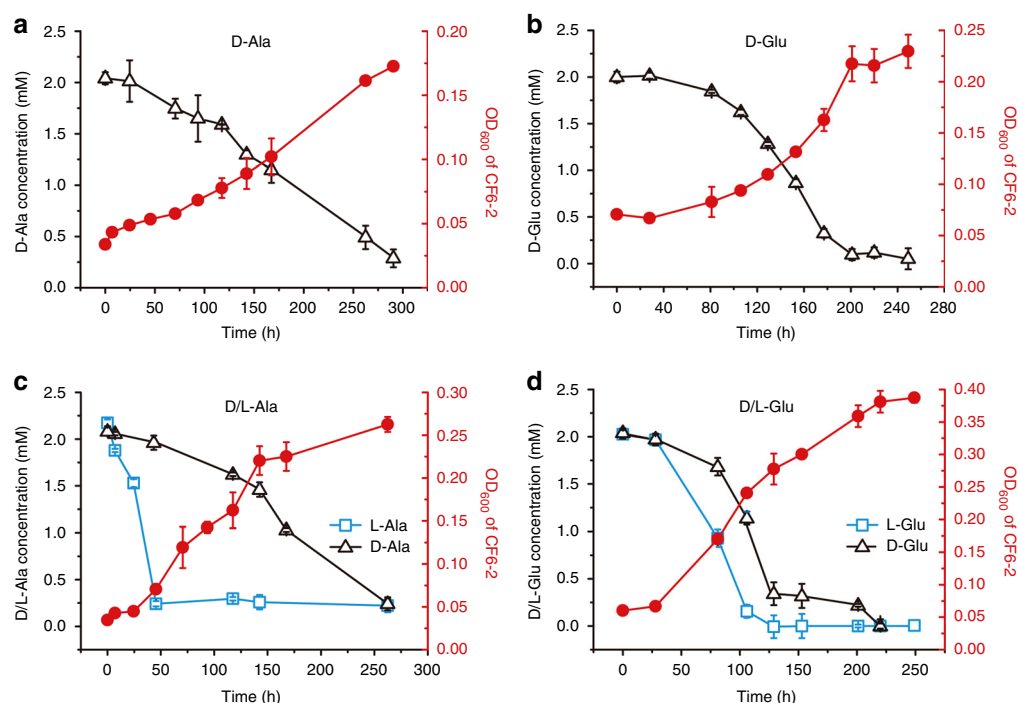 a
D-Ala
2.5
2.0
1.5
1.0
0.5
0.0
D-Ala concentration (mM)
0.20
0.15
0.10
0.05
0.00
OD600 of CF6-2
0 50 100 150 200 250 300
Time (h)
b
D-Glu
2.5
2.0
1.5
1.0
0.5
0.0
D-Glu concentration (mM)
0.25
0.20
0.15
0.10
0.05
0.00
OD600 of CF6-2
0 40 80 120 160 200 240 280
Time (h)
c
D/L-Ala
2.5
2.0
1.5
1.0
0.5
0.0
D/L-Ala concentration (mM)
L-Ala
D-Ala
0.30
0.25
0.20
0.15
0.10
0.05
0.00
OD600 of CF6-2
0 50 100 150 200 250 300
Time (h)
d
D/L-Glu
2.5
2.0
1.5
1.0
0.5
0.0
D/L-Glu concentration (mM)
L-Glu
D-Glu
0.40
0.30
0.20
0.20
0.10
0.05
0.00
OD600 of CF6-2
0 50 100 150 200 250
Time (h)